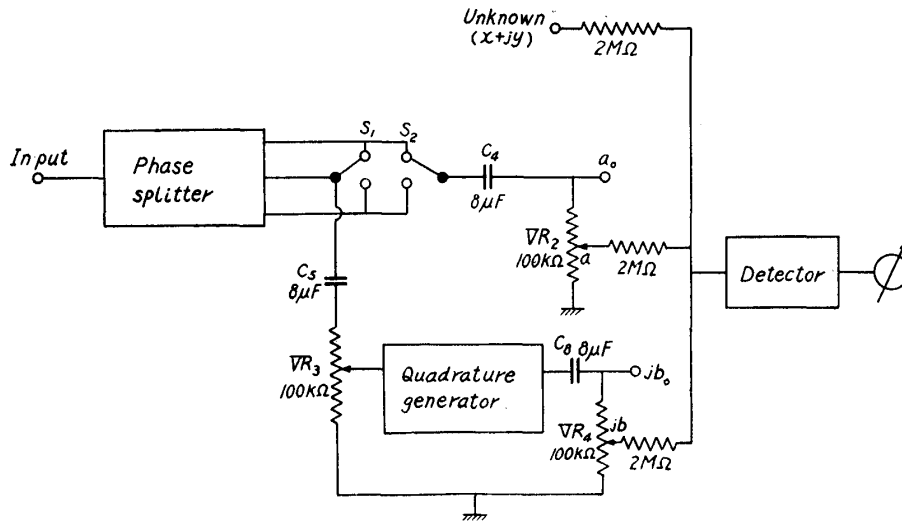 Unknown
(x+jy)
2MΩ
S₁
S₂
Input
Phase
splitter
C₄
8μF
a₀
VR₂
100kΩ
a
2MΩ
Detector
C₅
8μF
VR₃
100kΩ
Quadrature
generator
C₈ 8μF
jb₀
VR₄
100kΩ
jb
2MΩ